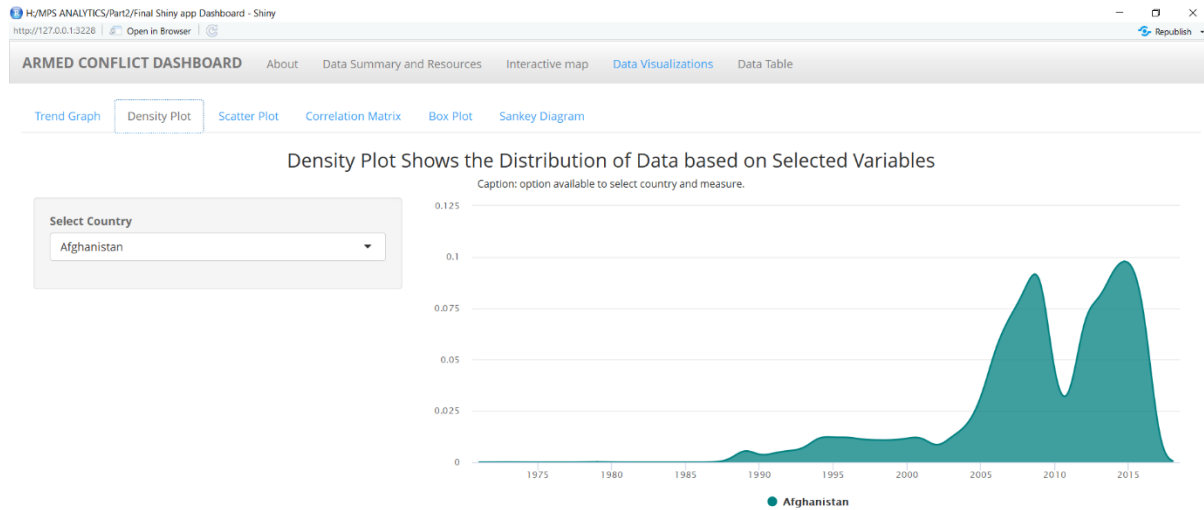 H:/MPS ANALYTICS/Part2/Final Shiny app Dashboard - Shiny
http://127.0.0.1:3228 Open in Browser Republish
ARMED CONFLICT DASHBOARD About Data Summary and Resources Interactive map Data Visualizations Data Table
Trend Graph Density Plot Scatter Plot Correlation Matrix Box Plot Sankey Diagram
Density Plot Shows the Distribution of Data based on Selected Variables
Caption: option available to select country and measure.
Select Country
Afghanistan
0.125
0.1
0.075
0.05
0.025
0
1975 1980 1985 1990 1995 2000 2005 2010 2015
Afghanistan